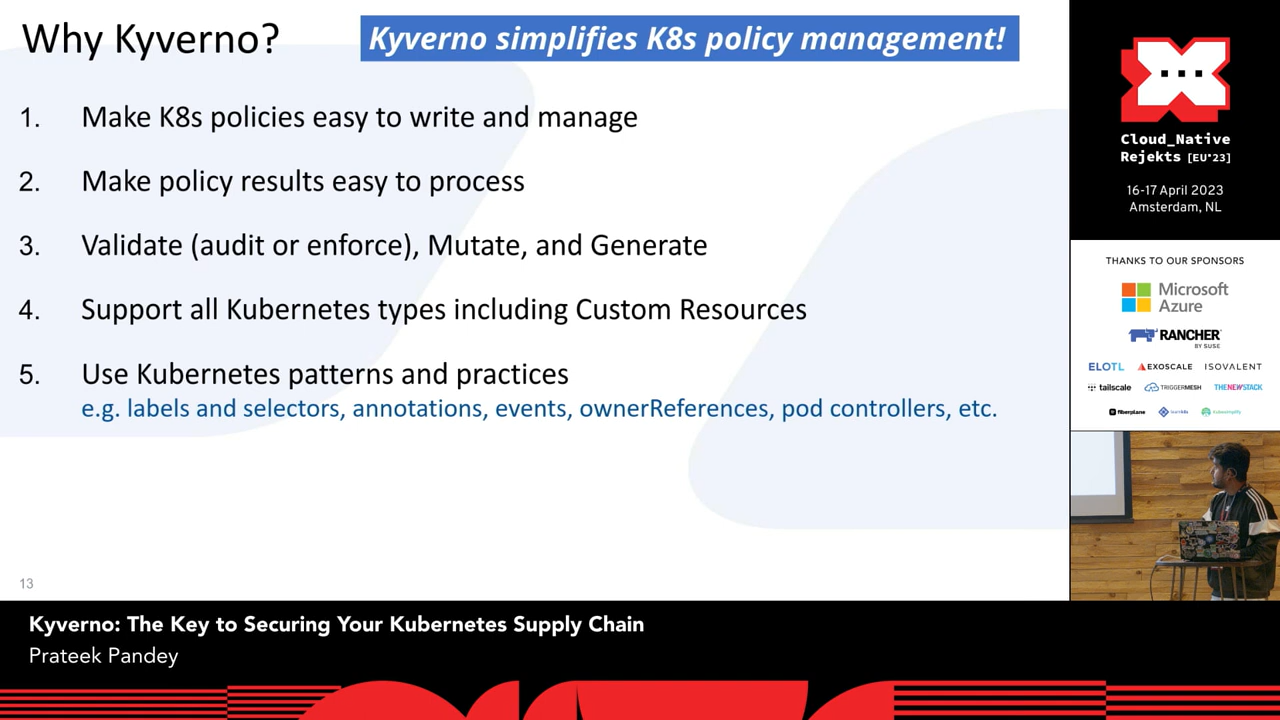 Why Kyverno?
Kyverno simplifies K8s policy management!
1. Make K8s policies easy to write and manage
2. Make policy results easy to process
3. Validate (audit or enforce), Mutate, and Generate
4. Support all Kubernetes types including Custom Resources
5. Use Kubernetes patterns and practices
e.g. labels and selectors, annotations, events, ownerReferences, pod controllers, etc.
13
Cloud_Native
Rejekts [EU'23]
16-17 April 2023
Amsterdam, NL
THANKS TO OUR SPONSORS
Microsoft
Azure
RANCHER
BY SUSE
ELOTL EXOSCALE ISOVALENT
tailscale TRIGGERMESH THENEWSTACK
fiberplane kubesimplify
Kyverno: The Key to Securing Your Kubernetes Supply Chain
Prateek Pandey